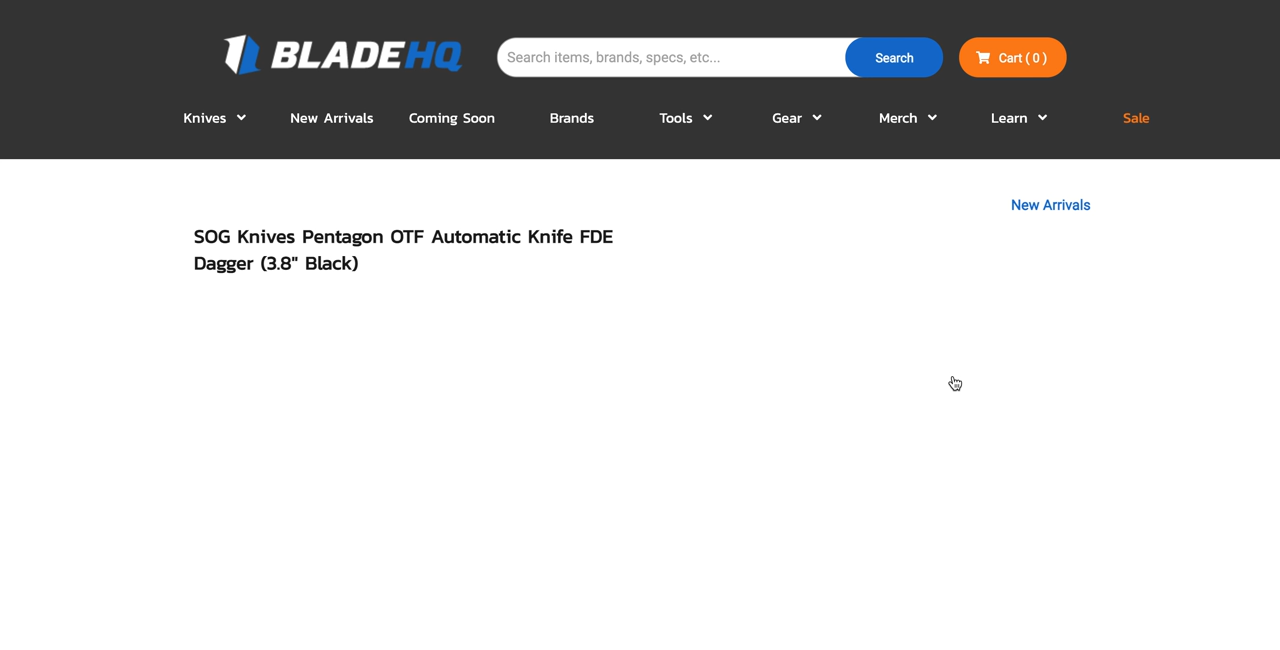 BLADEHQ
Search items, brands, specs, etc...
Search
Cart ( 0 )
Knives
New Arrivals
Coming Soon
Brands
Tools
Gear
Merch
Learn
Sale
New Arrivals
SOG Knives Pentagon OTF Automatic Knife FDE
Dagger (3.8" Black)